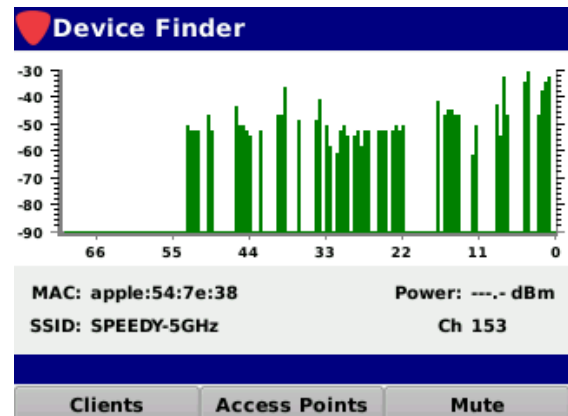 Device Finder
-30
-40
-50
-60
-70
-80
-90
66 55 44 33 22 11 0
MAC: apple:54:7e:38 Power: ---.- dBm
SSID: SPEEDY-5GHz Ch 153
Clients Access Points Mute